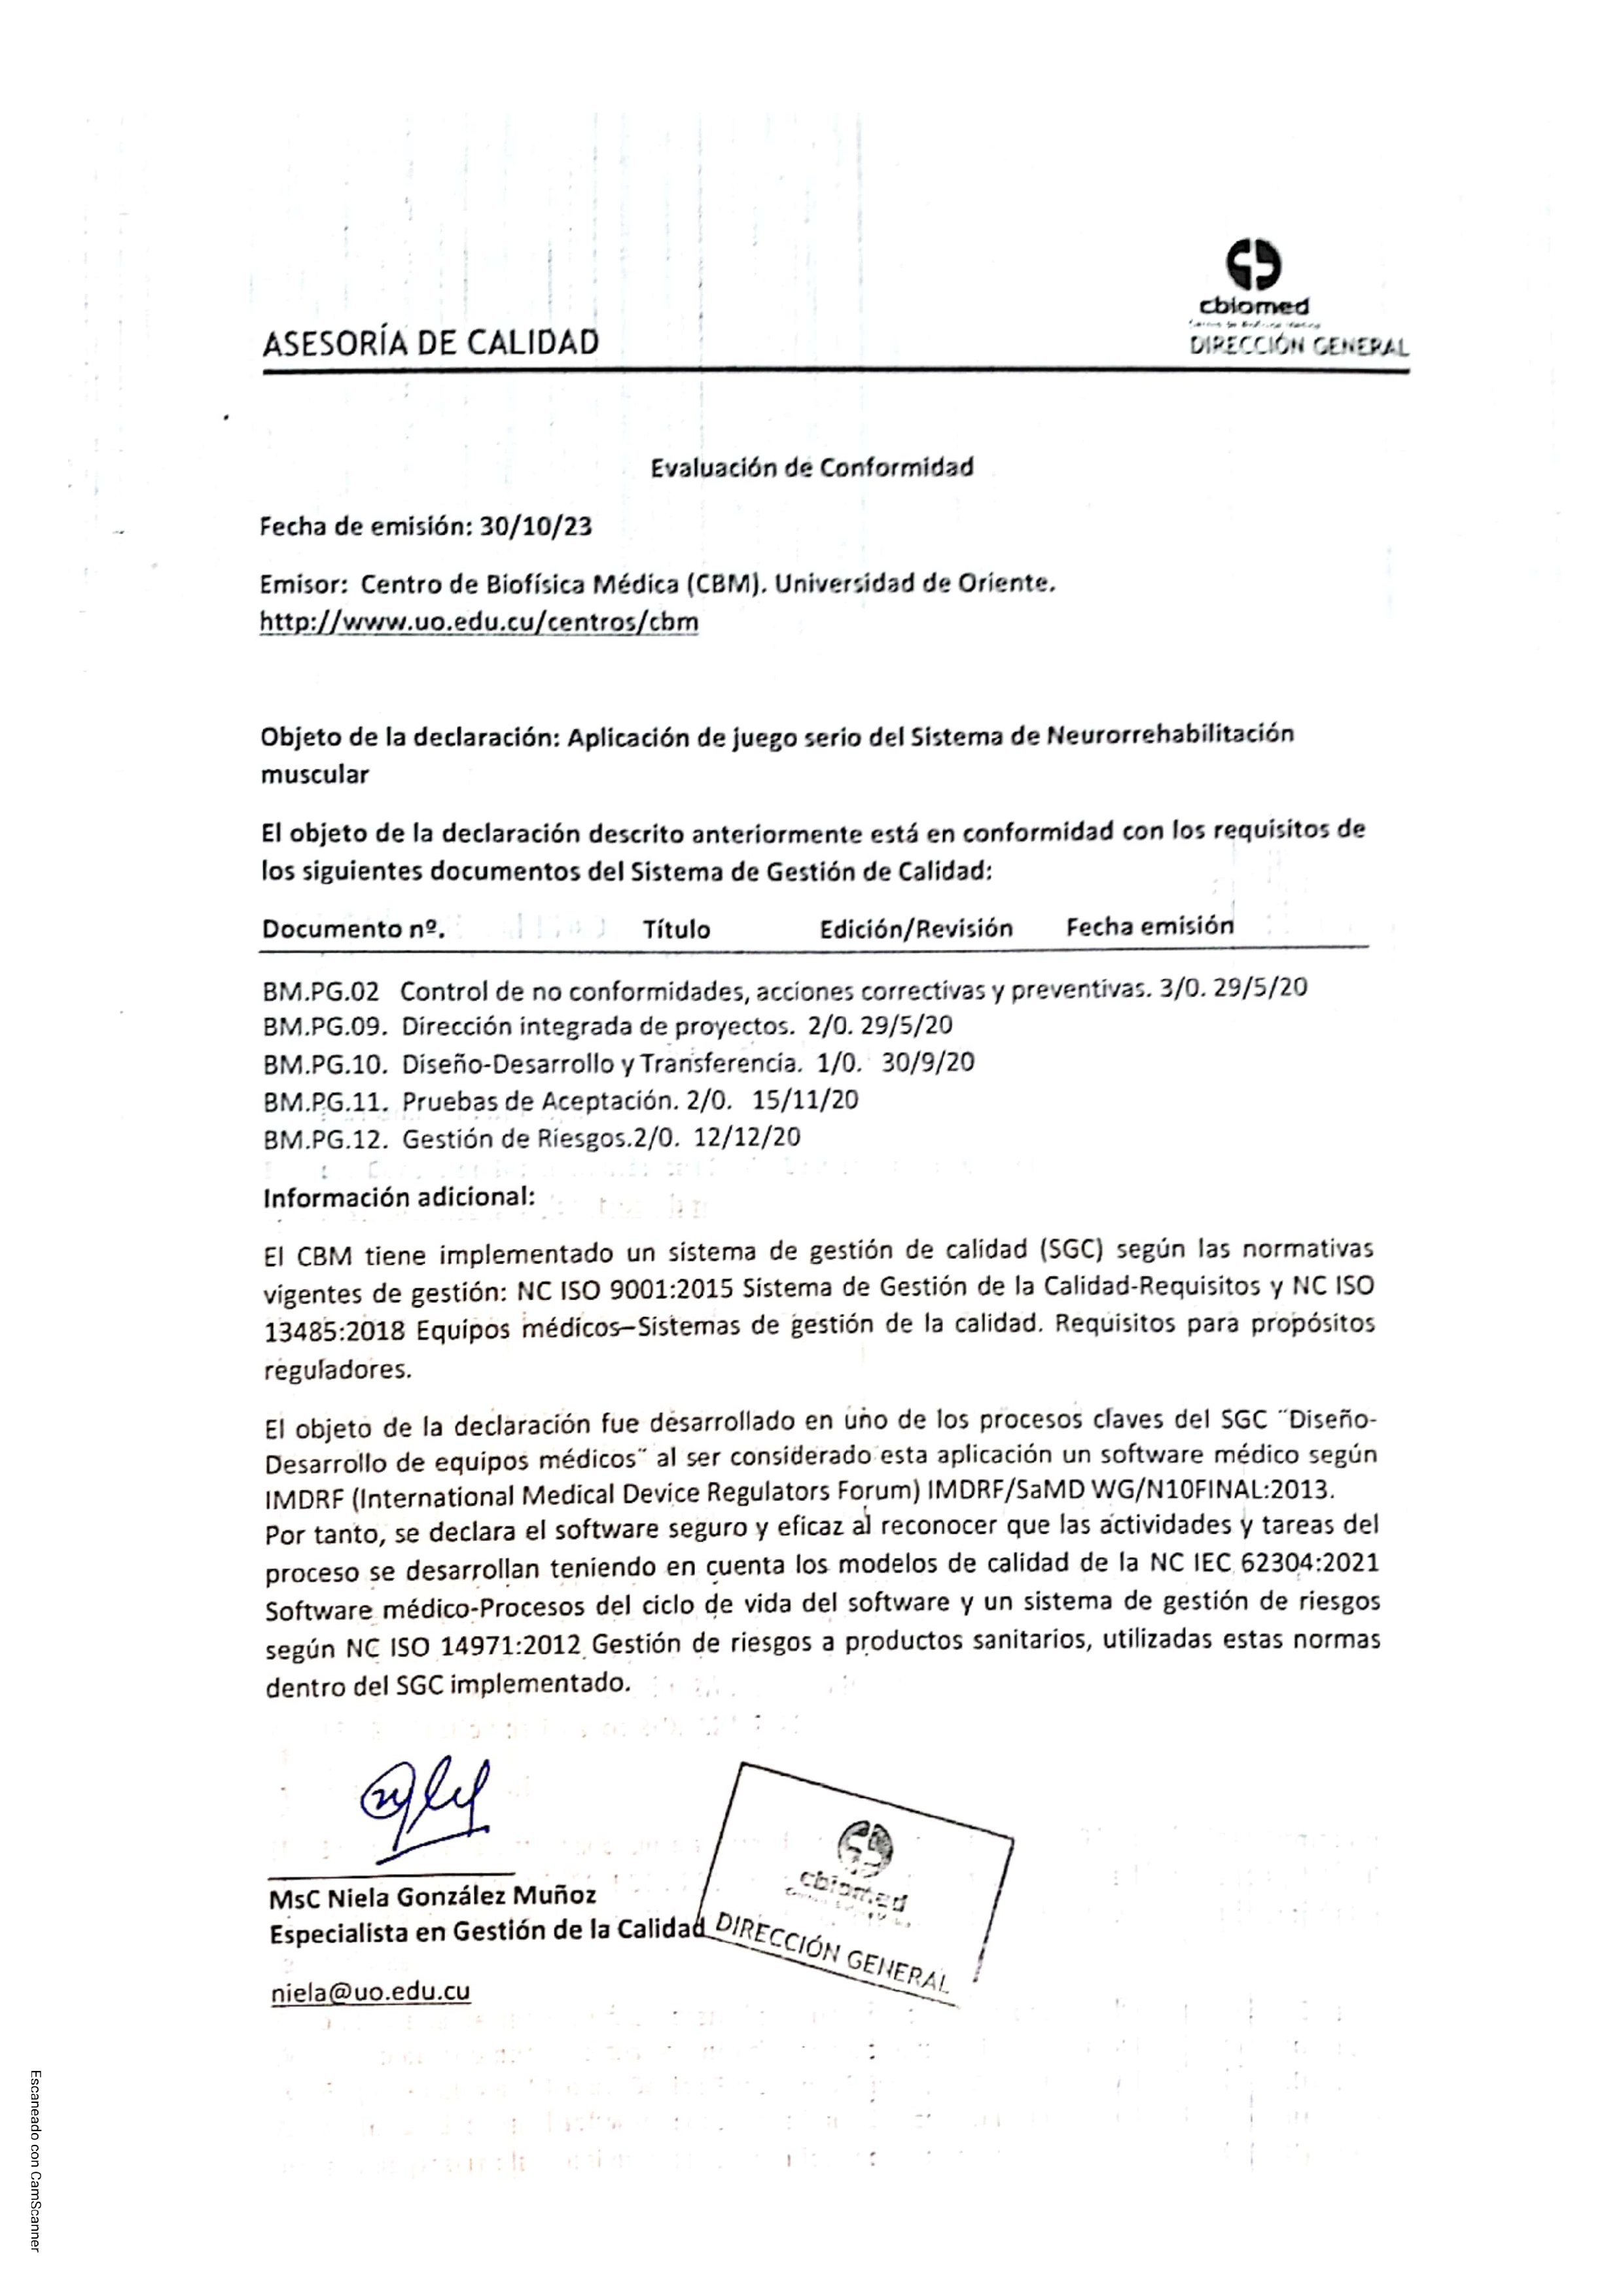 cbiomed
ASESORÍA DE CALIDAD
DIRECCIÓN GENERAL
Evaluación de Conformidad
Fecha de emisión: 30/10/23
Emisor: Centro de Biofísica Médica (CBM). Universidad de Oriente.
http://www.uo.edu.cu/centros/cbm
Objeto de la declaración: Aplicación de juego serio del Sistema de Neurorrehabilitación
muscular
El objeto de la declaración descrito anteriormente está en conformidad con los requisitos de
los siguientes documentos del Sistema de Gestión de Calidad:
Documento nº. Título Edición/Revisión Fecha emisión
BM.PG.02 Control de no conformidades, acciones correctivas y preventivas. 3/0. 29/5/20
BM.PG.09. Dirección integrada de proyectos. 2/0. 29/5/20
BM.PG.10. Diseño-Desarrollo y Transferencia. 1/0. 30/9/20
BM.PG.11. Pruebas de Aceptación. 2/0. 15/11/20
BM.PG.12. Gestión de Riesgos.2/0. 12/12/20
Información adicional:
El CBM tiene implementado un sistema de gestión de calidad (SGC) según las normativas
vigentes de gestión: NC ISO 9001:2015 Sistema de Gestión de la Calidad-Requisitos y NC ISO
13485:2018 Equipos médicos–Sistemas de gestión de la calidad. Requisitos para propósitos
reguladores.
El objeto de la declaración fue desarrollado en uno de los procesos claves del SGC "Diseño-
Desarrollo de equipos médicos" al ser considerado esta aplicación un software médico según
IMDRF (International Medical Device Regulators Forum) IMDRF/SaMD WG/N10FINAL:2013.
Por tanto, se declara el software seguro y eficaz al reconocer que las actividades y tareas del
proceso se desarrollan teniendo en cuenta los modelos de calidad de la NC IEC 62304:2021
Software médico-Procesos del ciclo de vida del software y un sistema de gestión de riesgos
según NC ISO 14971:2012 Gestión de riesgos a productos sanitarios, utilizadas estas normas
dentro del SGC implementado.
MsC Niela González Muñoz
Especialista en Gestión de la Calidad
niela@uo.edu.cu
cbiomed
DIRECCIÓN GENERAL
Escaneado con CamScanner